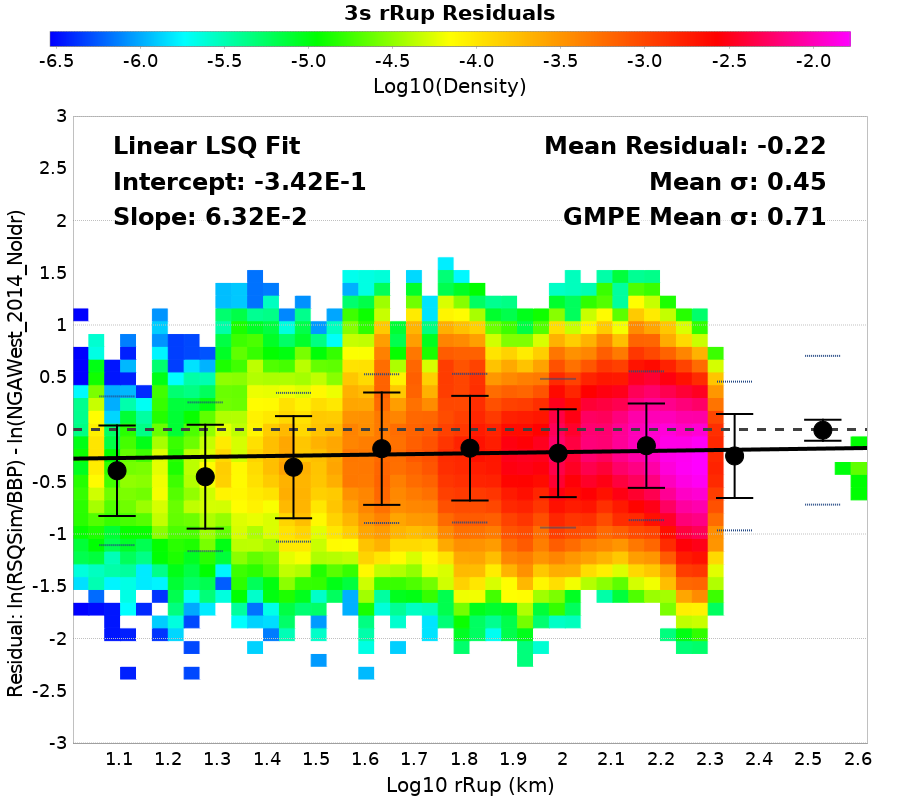 3s rRup Residuals
-6.5 -6.0 -5.5 -5.0 -4.5 -4.0 -3.5 -3.0 -2.5 -2.0
Log10(Density)
Linear LSQ Fit
Intercept: -3.42E-1
Slope: 6.32E-2
Mean Residual: -0.22
Mean σ: 0.45
GMPE Mean σ: 0.71
Residual: ln(RSQSim/BBP) - ln(NGAWest_2014_NoIdr)
3
2.5
2
1.5
1
0.5
0
-0.5
-1
-1.5
-2
-2.5
-3
1.1 1.2 1.3 1.4 1.5 1.6 1.7 1.8 1.9 2 2.1 2.2 2.3 2.4 2.5 2.6
Log10 rRup (km)